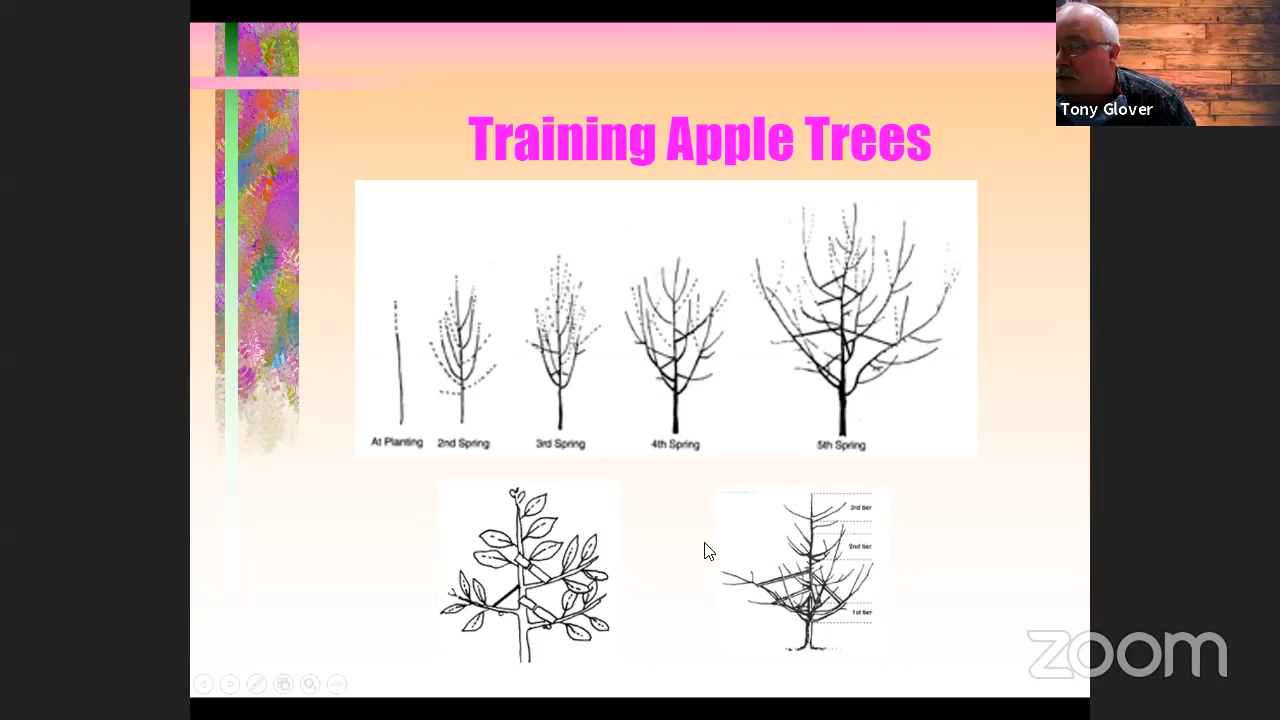 Tony Glover
Training Apple Trees
At Planting
2nd Spring
3rd Spring
4th Spring
5th Spring
3rd tier
2nd tier
1st tier
zoom